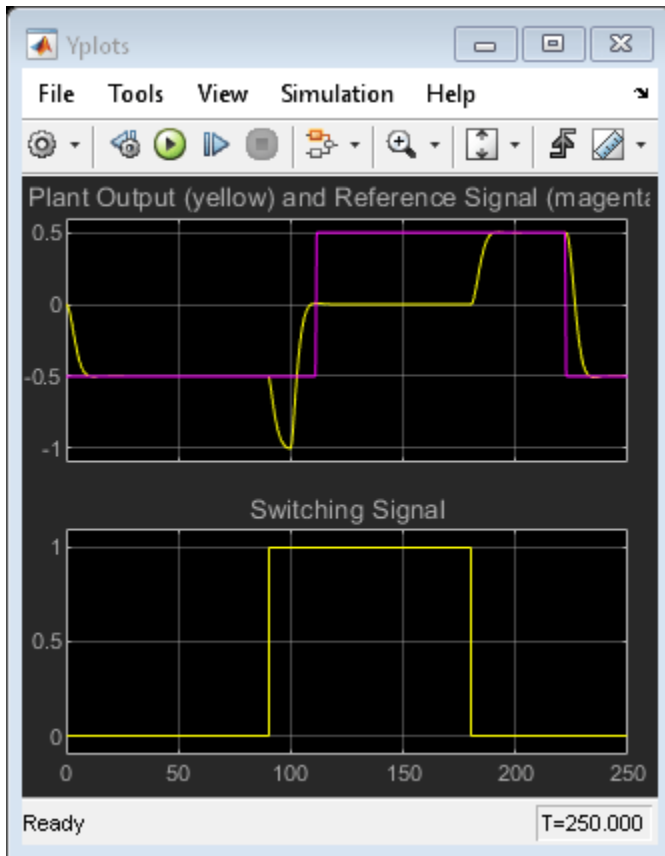 Yplots
File Tools View Simulation Help
Plant Output (yellow) and Reference Signal (magenta
0.5
0
-0.5
-1
Switching Signal
1
0.5
0
0 50 100 150 200 250
Ready T=250.000